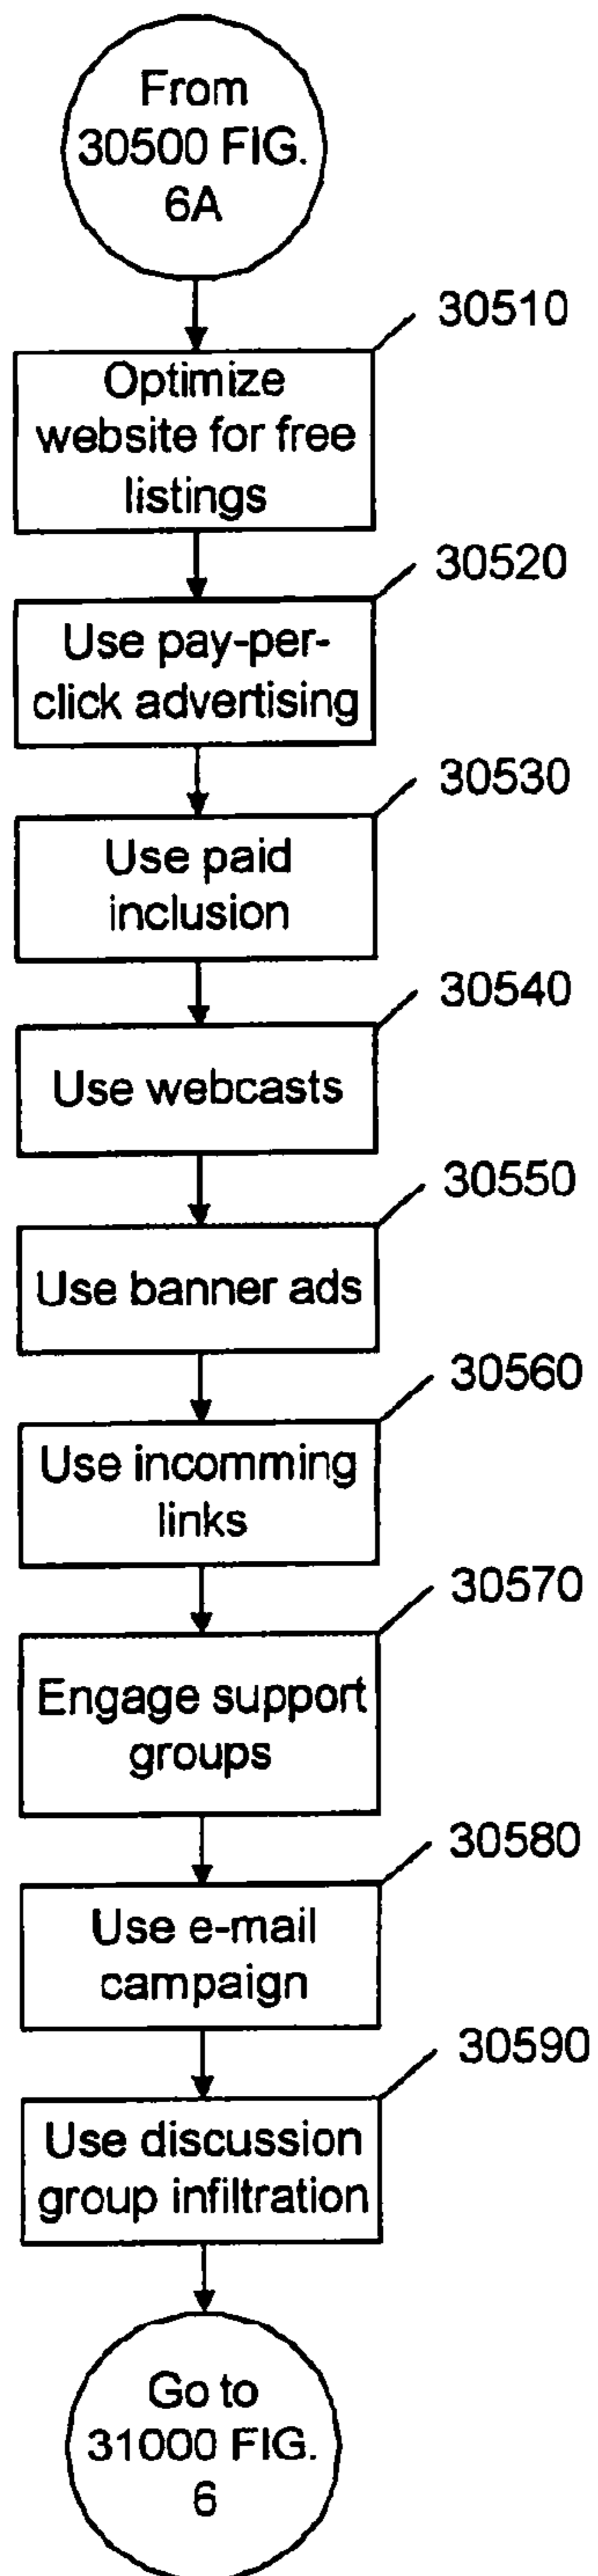 From
30500 FIG.
6A
30510
Optimize
website for free
listings
30520
Use pay-per-
click advertising
30530
Use paid
inclusion
30540
Use webcasts
30550
Use banner ads
30560
Use incomming
links
30570
Engage support
groups
30580
Use e-mail
campaign
30590
Use discussion
group infiltration
Go to
31000 FIG.
6